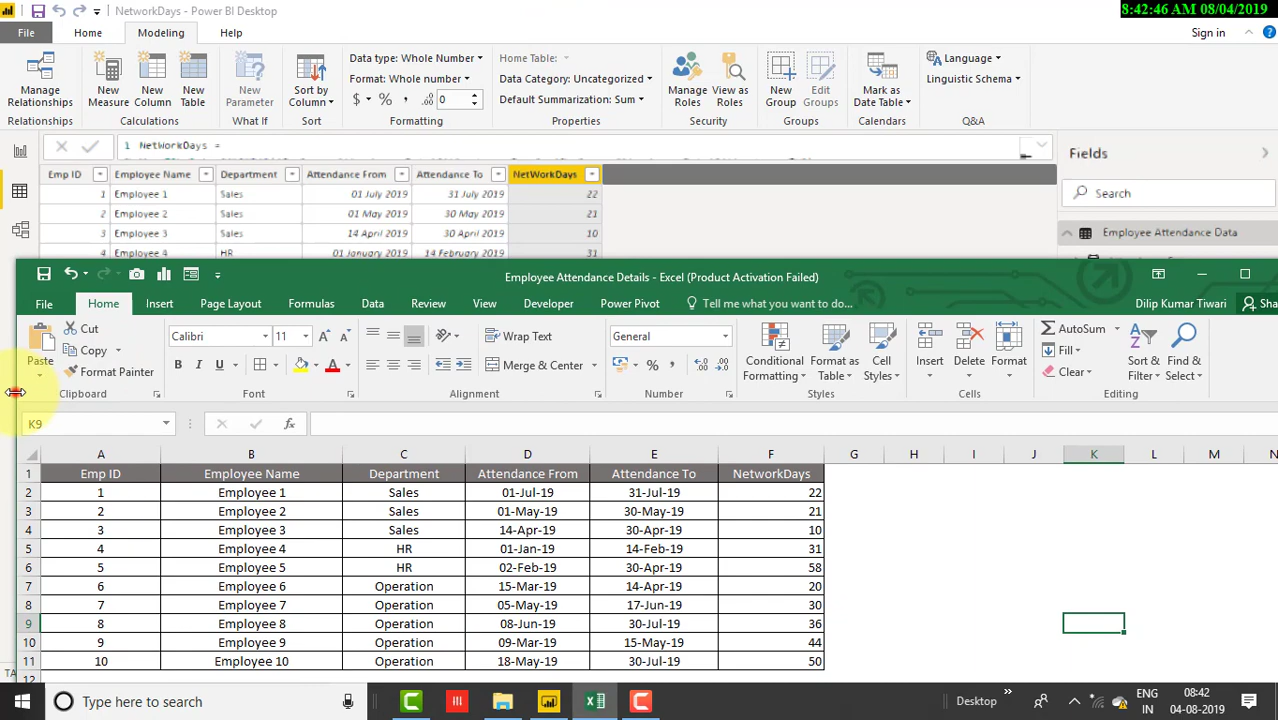 8:42:46 AM 08/04/2019
NetworkDays - Power BI Desktop
File Home Modeling Help Sign in
Manage Relationships New Measure New Column New Table New Parameter Sort by Column
Data type: Whole Number
Format: Whole number
$ % , 0
Home Table:
Data Category: Uncategorized
Default Summarization: Sum
Manage Roles View as Roles New Group Edit Groups Mark as Date Table
Language
Linguistic Schema
Relationships Calculations What If Sort Formatting Properties Security Groups Calendars Q&A
1 NetWorkDays =
Fields
Search
Employee Attendance Data
Emp ID Employee Name Department Attendance From Attendance To NetWorkDays
1 Employee 1 Sales 01 July 2019 31 July 2019 22
2 Employee 2 Sales 01 May 2019 30 May 2019 21
3 Employee 3 Sales 14 April 2019 30 April 2019 10
4 Employee 4 HR 01 January 2019 14 February 2019 31
Employee Attendance Details - Excel (Product Activation Failed)
File Home Insert Page Layout Formulas Data Review View Developer Power Pivot Tell me what you want to do... Dilip Kumar Tiwari Sha
Paste Cut
Copy
Format Painter
Calibri 11
B I U A
Wrap Text
Merge & Center
General
% ,
Conditional Formatting Format as Table Cell Styles Insert Delete Format
AutoSum
Fill
Clear
Sort & Filter Find & Select
Clipboard Font Alignment Number Styles Cells Editing
K9 fx
A B C D E F G H I J K L M N
1 Emp ID Employee Name Department Attendance From Attendance To NetworkDays
2 1 Employee 1 Sales 01-Jul-19 31-Jul-19 22
3 2 Employee 2 Sales 01-May-19 30-May-19 21
4 3 Employee 3 Sales 14-Apr-19 30-Apr-19 10
5 4 Employee 4 HR 01-Jan-19 14-Feb-19 31
6 5 Employee 5 HR 02-Feb-19 30-Apr-19 58
7 6 Employee 6 Operation 15-Mar-19 14-Apr-19 20
8 7 Employee 7 Operation 05-May-19 17-Jun-19 30
9 8 Employee 8 Operation 08-Jun-19 30-Jul-19 36
10 9 Employee 9 Operation 09-Mar-19 15-May-19 44
11 10 Employee 10 Operation 18-May-19 30-Jul-19 50
12
TA
Type here to search
Desktop
ENG
IN
08:42
04-08-2019